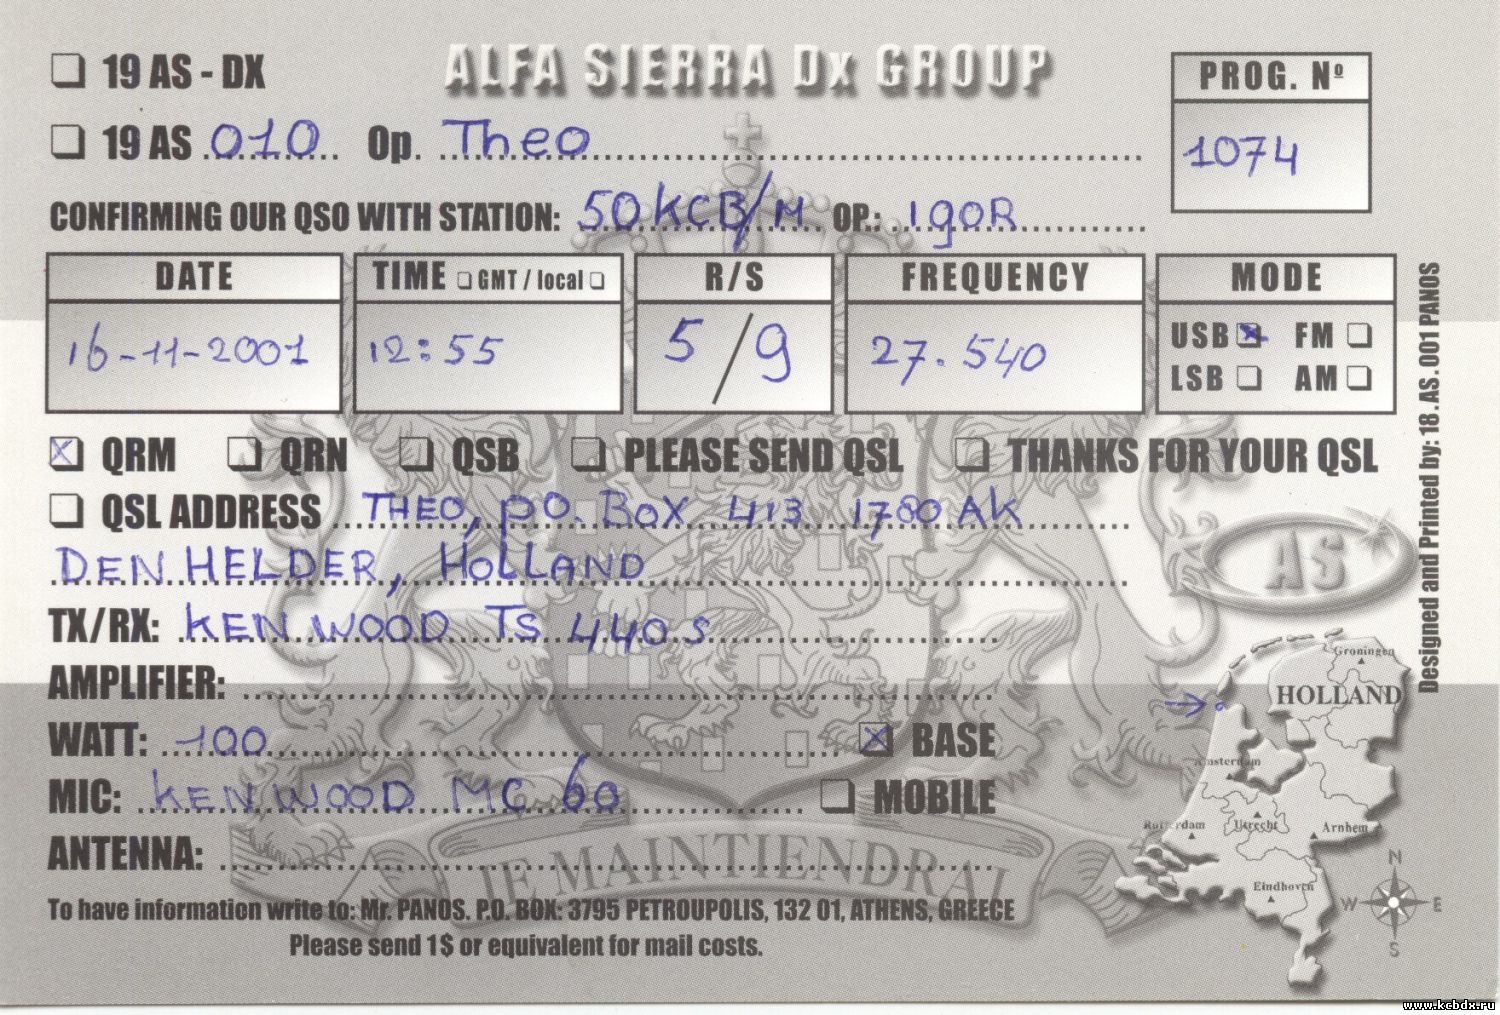 ALFA SIERRA Dx GROUP
19 AS - DX
PROG. Nº
1074
19 AS 010 Op. Theo
CONFIRMING OUR QSO WITH STATION: 50KCB/M OP.: IgoR
DATE TIME GMT / local R/S FREQUENCY MODE
16-11-2001 12:55 5/9 27.540
USB FM
LSB AM
QRM QRN QSB PLEASE SEND QSL THANKS FOR YOUR QSL
QSL ADDRESS THEO, PO. BOX 413 1780 AK
DEN HELDER, HOLLAND
TX/RX: KENWOOD TS 440S
AMPLIFIER:
WATT: 100 BASE
MIC: KENWOOD MC 60 MOBILE
ANTENNA:
JE MAINTIENDRAI
To have information write to: Mr. PANOS. P.O. BOX: 3795 PETROUPOLIS, 132 01, ATHENS, GREECE
Please send 1$ or equivalent for mail costs.
Designed and Printed by: 18.AS.001 PANOS
AS
Groningen
HOLLAND
Amsterdam
Rotterdam Utrecht Arnhem
Eindhoven
N
W E
S
www.kcbdx.ru